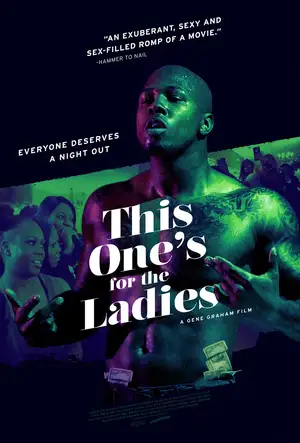 "AN EXUBERANT, SEXY AND
SEX-FILLED ROMP OF A MOVIE."
-HAMMER TO NAIL
EVERYONE DESERVES
A NIGHT OUT
This
One's
for the
Ladies
A GENE GRAHAM FILM